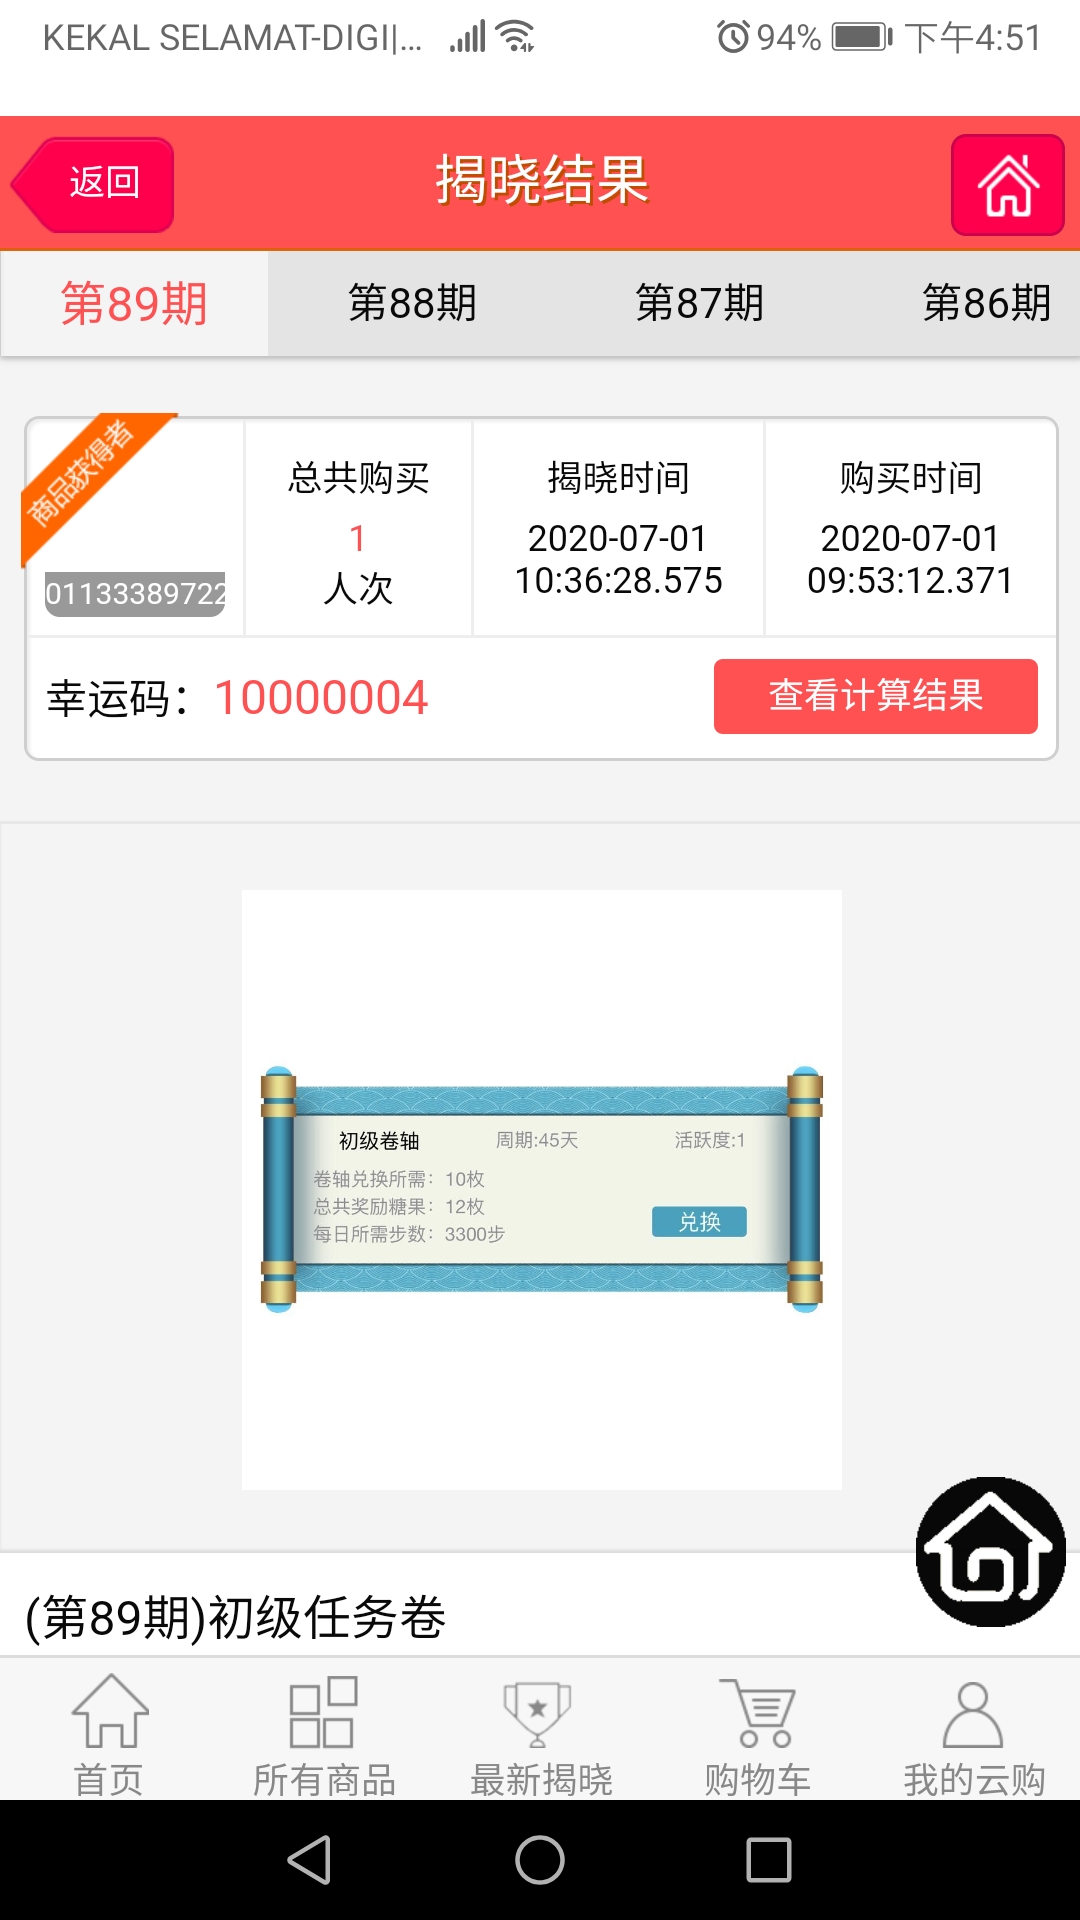 KEKAL SELAMAT-DIGI|...
94%
下午4:51
返回
揭晓结果
第89期
第88期
第87期
第86期
商品获得者
01133389722
总共购买
1
人次
揭晓时间
2020-07-01
10:36:28.575
购买时间
2020-07-01
09:53:12.371
幸运码：10000004
查看计算结果
初级卷轴
周期:45天
活跃度:1
卷轴兑换所需：10枚
总共奖励糖果：12枚
每日所需步数：3300步
兑换
(第89期)初级任务卷
首页
所有商品
最新揭晓
购物车
我的云购